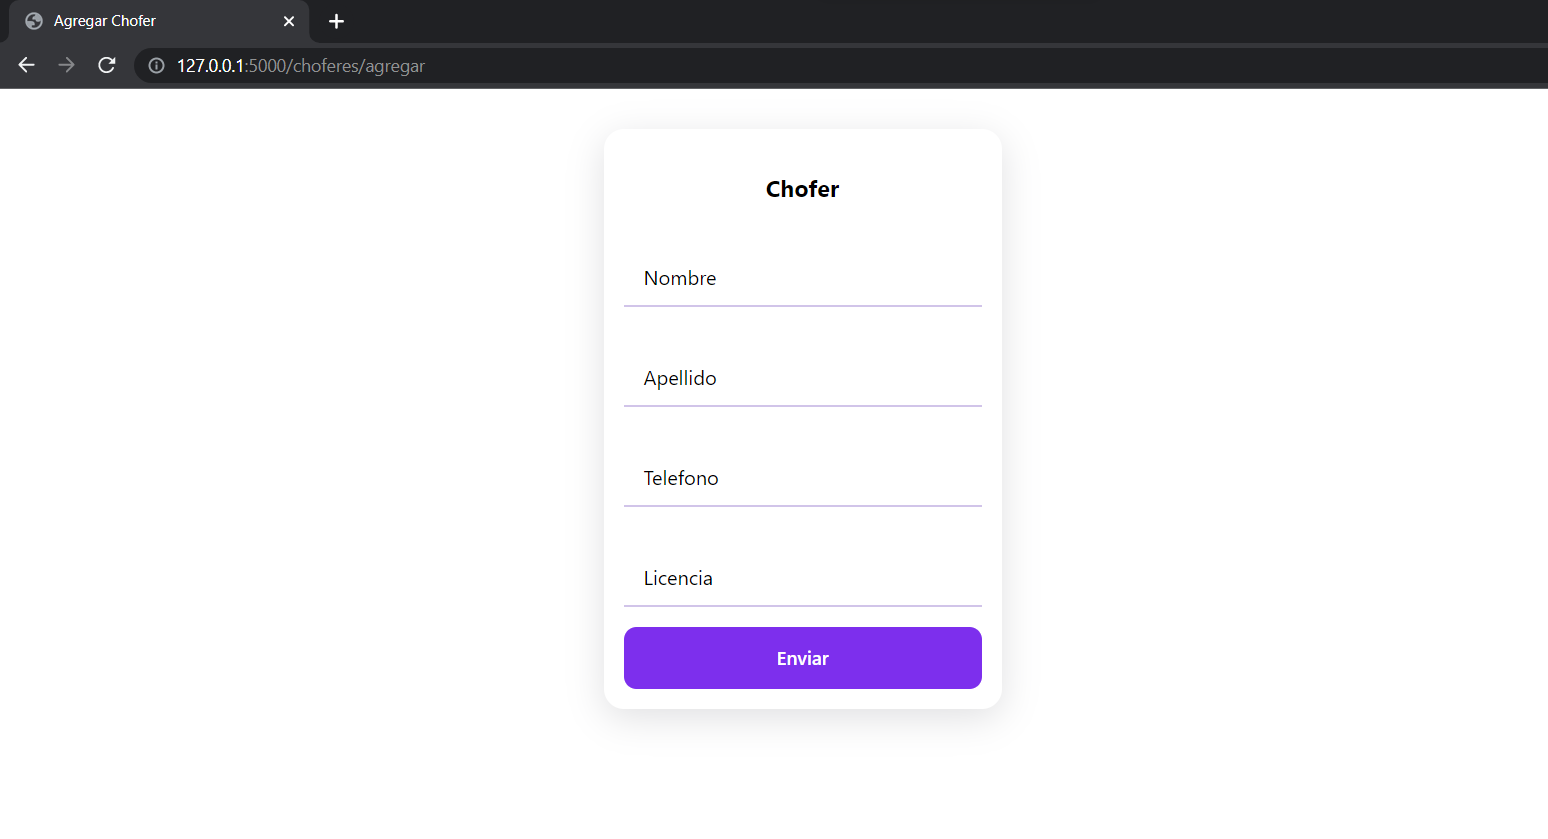 Agregar Chofer
127.0.0.1:5000/choferes/agregar
Chofer
Nombre
Apellido
Telefono
Licencia
Enviar